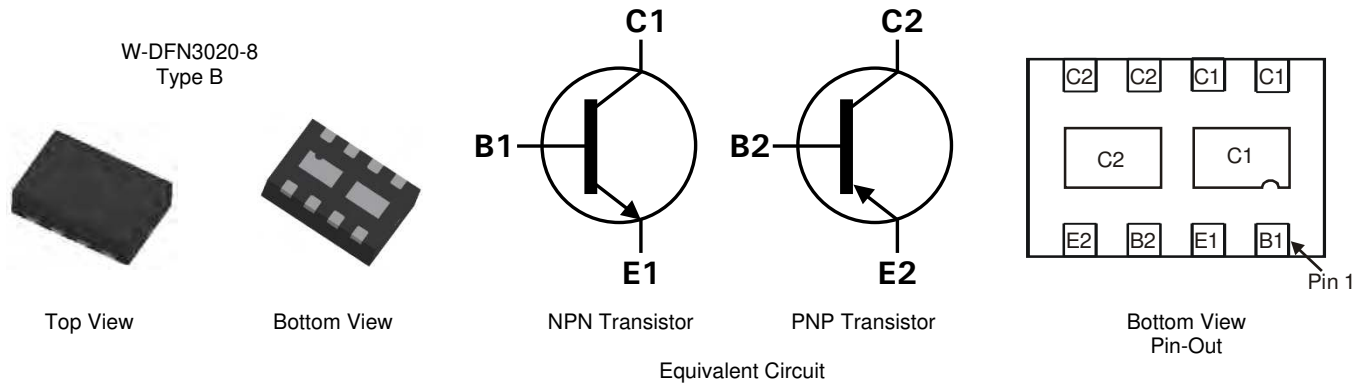 W-DFN3020-8
Type B
Top View
Bottom View
C1
B1
E1
NPN Transistor
C2
B2
E2
PNP Transistor
Equivalent Circuit
C2 C2 C1 C1
C2 C1
E2 B2 E1 B1
Pin 1
Bottom View
Pin-Out